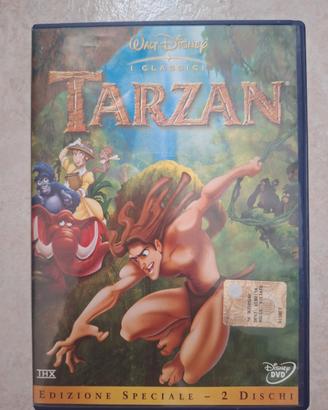 Walt Disney
I CLASSICI
TARZAN
THX
Disney
DVD
EDIZIONE SPECIALE - 2 DISCHI